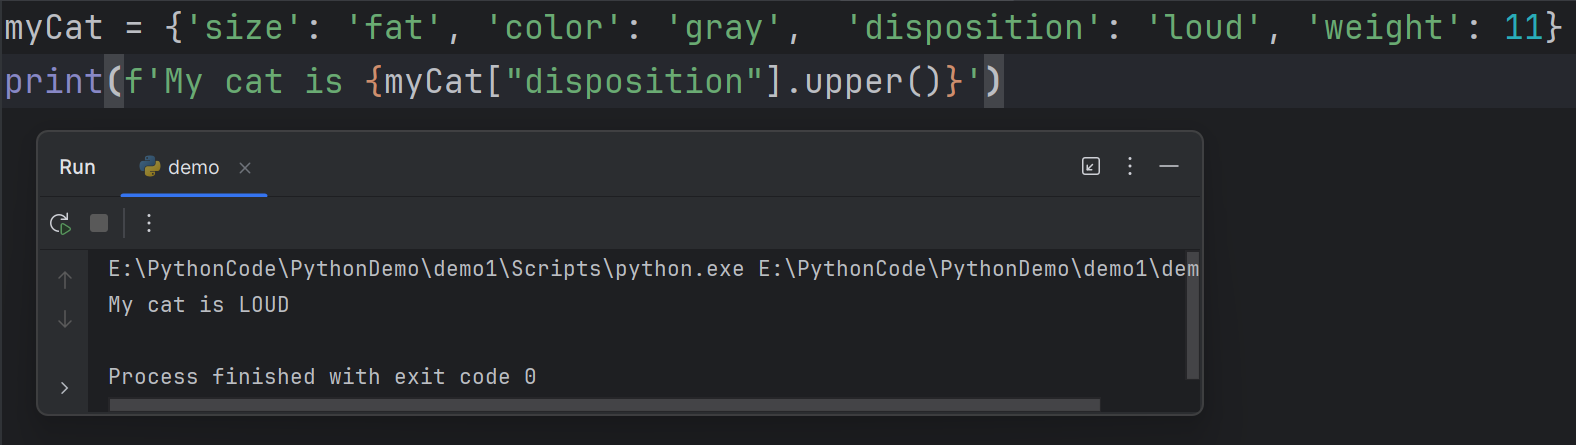 myCat = {'size': 'fat', 'color': 'gray',  'disposition': 'loud', 'weight': 11}
print(f'My cat is {myCat["disposition"].upper()}')
Run demo
E:\PythonCode\PythonDemo\demo1\Scripts\python.exe E:\PythonCode\PythonDemo\demo1\dem
My cat is LOUD
Process finished with exit code 0